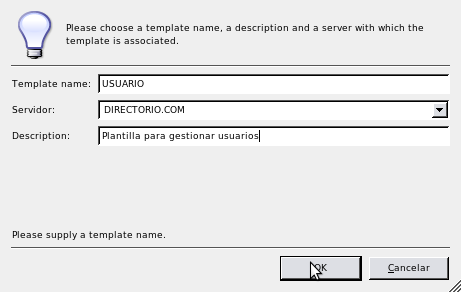 Please choose a template name, a description and a server with which the
template is associated.
Template name: USUARIO
Servidor: DIRECTORIO.COM
Description: Plantilla para gestionar usuarios
Please supply a template name.
OK Cancelar